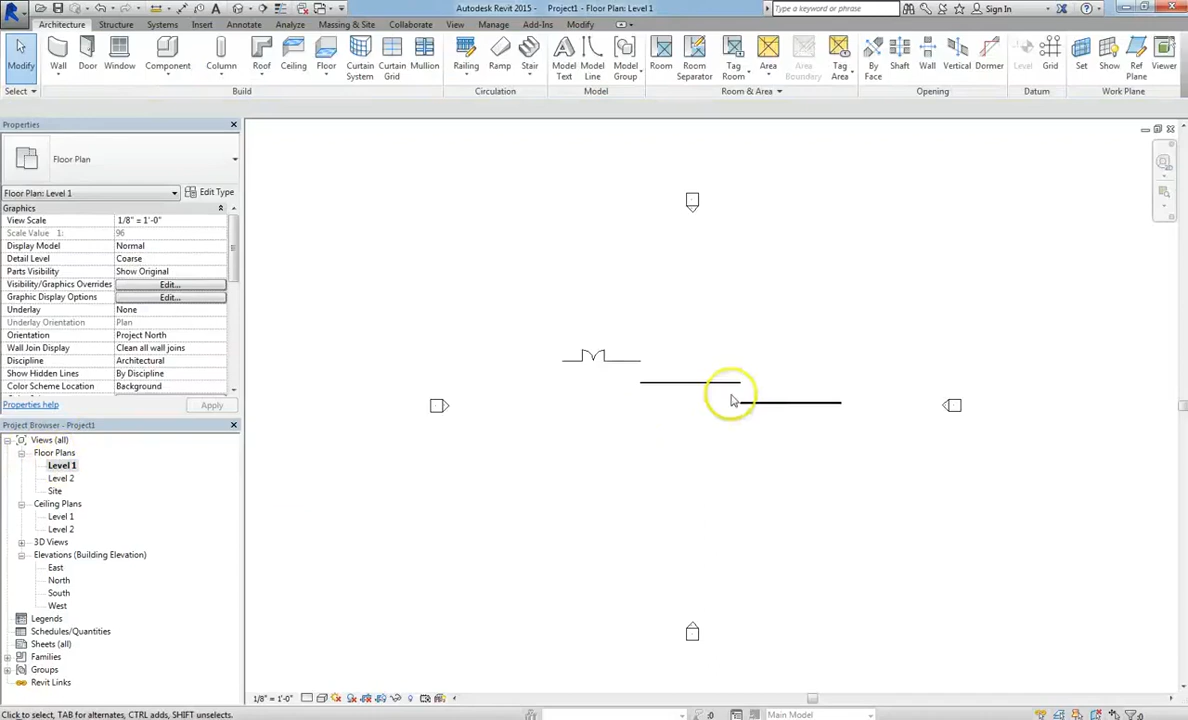 Autodesk Revit 2015 - Project1 - Floor Plan: Level 1
Type a keyword or phrase
Sign In
Architecture Structure Systems Insert Annotate Analyze Massing & Site Collaborate View Manage Add-Ins Modify
Modify Wall Door Window Component Column Roof Ceiling Floor Curtain System Curtain Grid Mullion Railing Ramp Stair Model Text Model Line Model Group Room Room Separator Tag Room Area Area Boundary Tag Area By Face Shaft Wall Vertical Dormer Level Grid Set Show Ref Plane Viewer
Select Build Circulation Model Room & Area Opening Datum Work Plane
Properties
Floor Plan
Floor Plan: Level 1 Edit Type
Graphics
View Scale 1/8" = 1'-0"
Scale Value 1: 96
Display Model Normal
Detail Level Coarse
Parts Visibility Show Original
Visibility/Graphics Overrides Edit...
Graphic Display Options Edit...
Underlay None
Underlay Orientation Plan
Orientation Project North
Wall Join Display Clean all wall joins
Discipline Architectural
Show Hidden Lines By Discipline
Color Scheme Location Background
Properties help Apply
Project Browser - Project1
Views (all)
Floor Plans
Level 1
Level 2
Site
Ceiling Plans
Level 1
Level 2
3D Views
Elevations (Building Elevation)
East
North
South
West
Legends
Schedules/Quantities
Sheets (all)
Families
Groups
Revit Links
1/8" = 1'-0"
Click to select, TAB for alternates, CTRL adds, SHIFT unselects.
:0
Main Model
:0